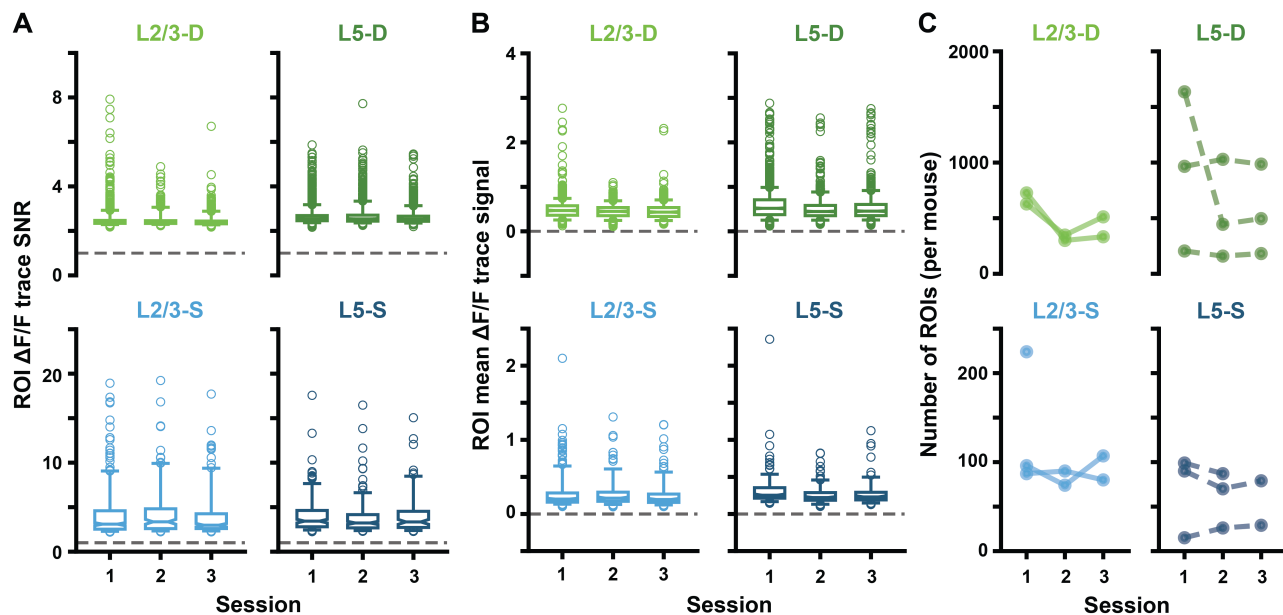 A
B
C
L2/3-D
L5-D
L2/3-D
L5-D
L2/3-D
L5-D
ROI ΔF/F trace SNR
8
4
0
ROI mean ΔF/F trace signal
4
2
0
Number of ROIs (per mouse)
2000
1000
0
L2/3-S
L5-S
L2/3-S
L5-S
L2/3-S
L5-S
20
10
0
2
1
0
200
100
0
1 2 3
1 2 3
1 2 3
1 2 3
1 2 3
1 2 3
Session
Session
Session